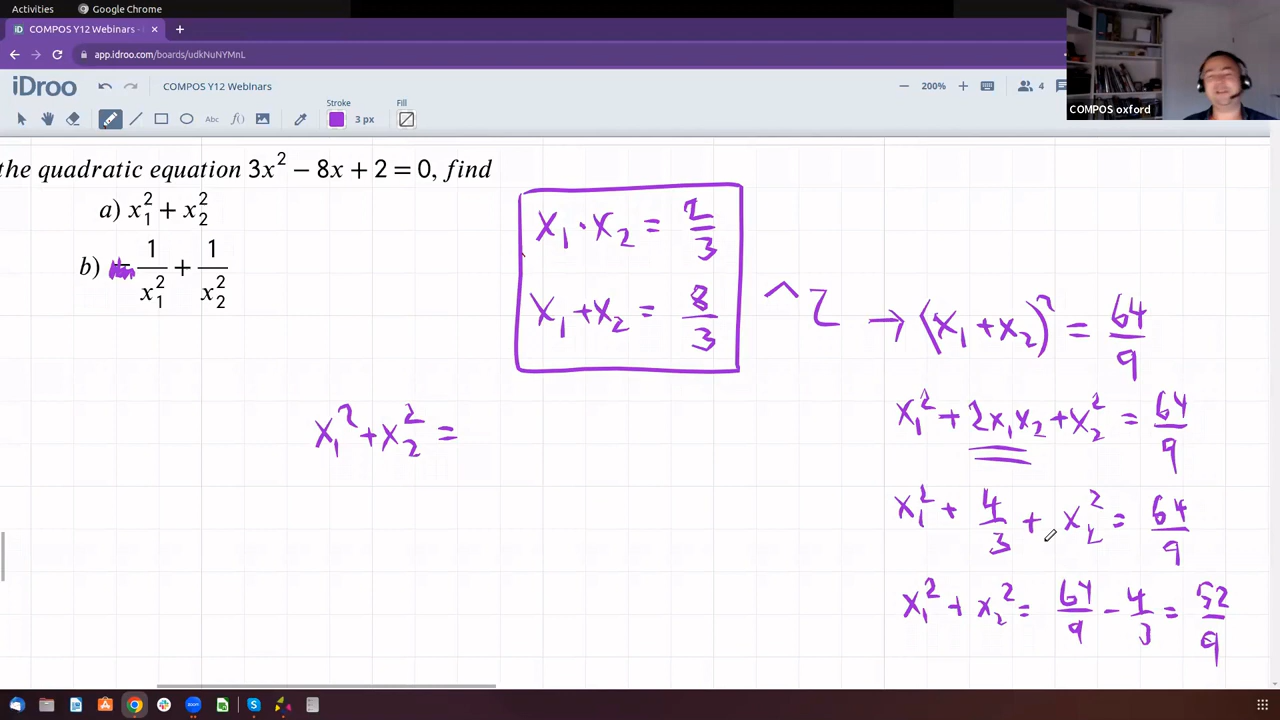 Activities
Google Chrome
COMPOS Y12 Webinars -
app.idroo.com/boards/udkNuNYMnL
iDroo
COMPOS Y12 WebInars
200%
4
Stroke
3 px
Fill
Abc
f()
COMPOS oxford
the quadratic equation 3x² − 8x + 2 = 0, find
a) x₁² + x₂²
b) 1/x₁² + 1/x₂²
x₁ · x₂ = 2/3
x₁ + x₂ = 8/3
^2
→ (x₁ + x₂)² = 64/9
x₁² + 2x₁x₂ + x₂² = 64/9
x₁² + 4/3 + x₂² = 64/9
x₁² + x₂² = 64/9 − 4/3 = 52/9
x₁² + x₂² =